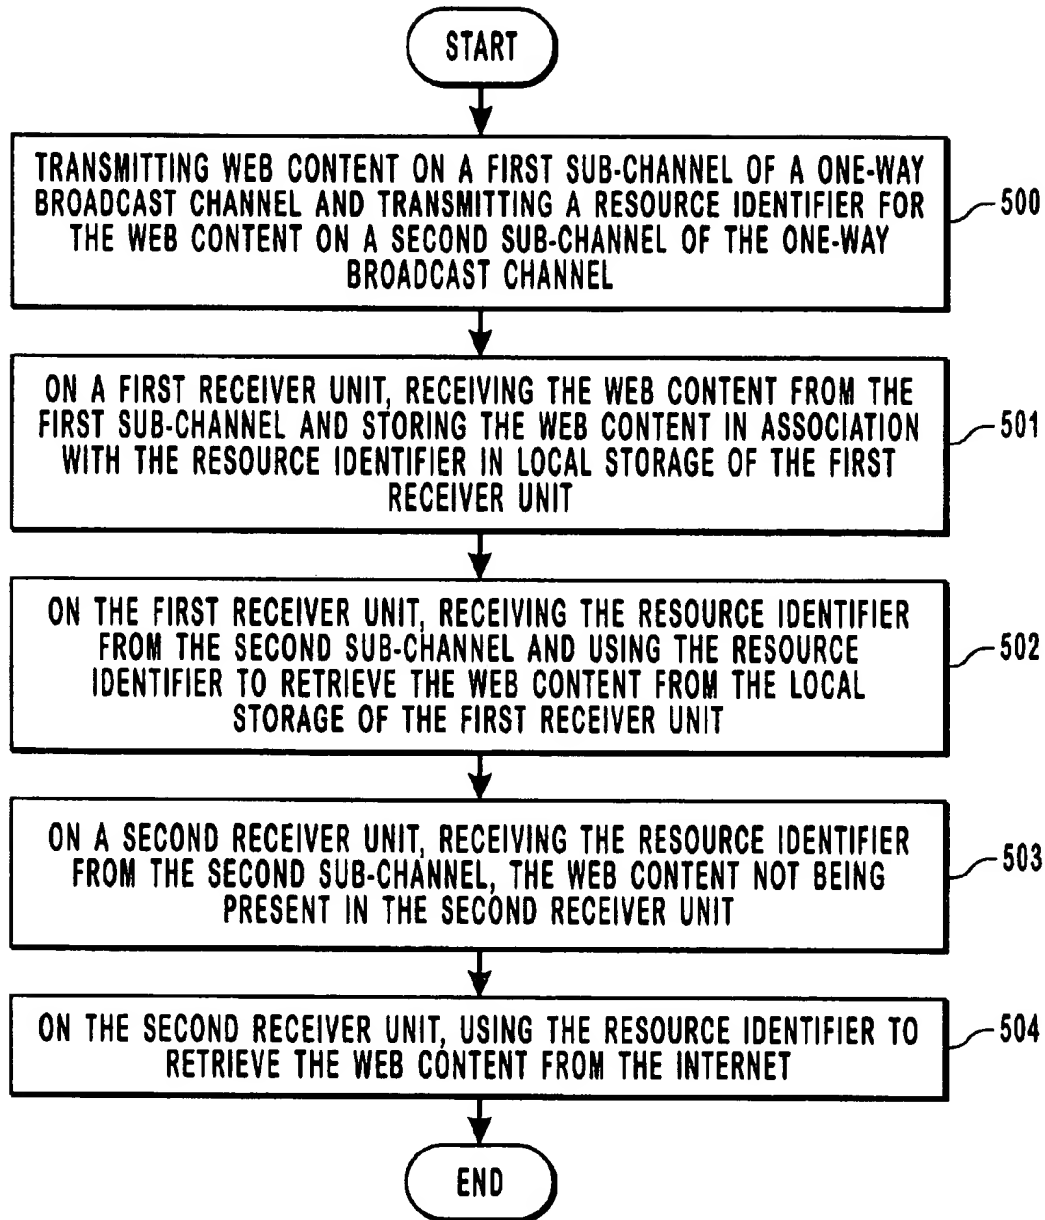 START
TRANSMITTING WEB CONTENT ON A FIRST SUB-CHANNEL OF A ONE-WAY
BROADCAST CHANNEL AND TRANSMITTING A RESOURCE IDENTIFIER FOR
THE WEB CONTENT ON A SECOND SUB-CHANNEL OF THE ONE-WAY
BROADCAST CHANNEL
500
ON A FIRST RECEIVER UNIT, RECEIVING THE WEB CONTENT FROM THE
FIRST SUB-CHANNEL AND STORING THE WEB CONTENT IN ASSOCIATION
WITH THE RESOURCE IDENTIFIER IN LOCAL STORAGE OF THE FIRST
RECEIVER UNIT
501
ON THE FIRST RECEIVER UNIT, RECEIVING THE RESOURCE IDENTIFIER
FROM THE SECOND SUB-CHANNEL AND USING THE RESOURCE
IDENTIFIER TO RETRIEVE THE WEB CONTENT FROM THE LOCAL
STORAGE OF THE FIRST RECEIVER UNIT
502
ON A SECOND RECEIVER UNIT, RECEIVING THE RESOURCE IDENTIFIER
FROM THE SECOND SUB-CHANNEL, THE WEB CONTENT NOT BEING
PRESENT IN THE SECOND RECEIVER UNIT
503
ON THE SECOND RECEIVER UNIT, USING THE RESOURCE IDENTIFIER TO
RETRIEVE THE WEB CONTENT FROM THE INTERNET
504
END